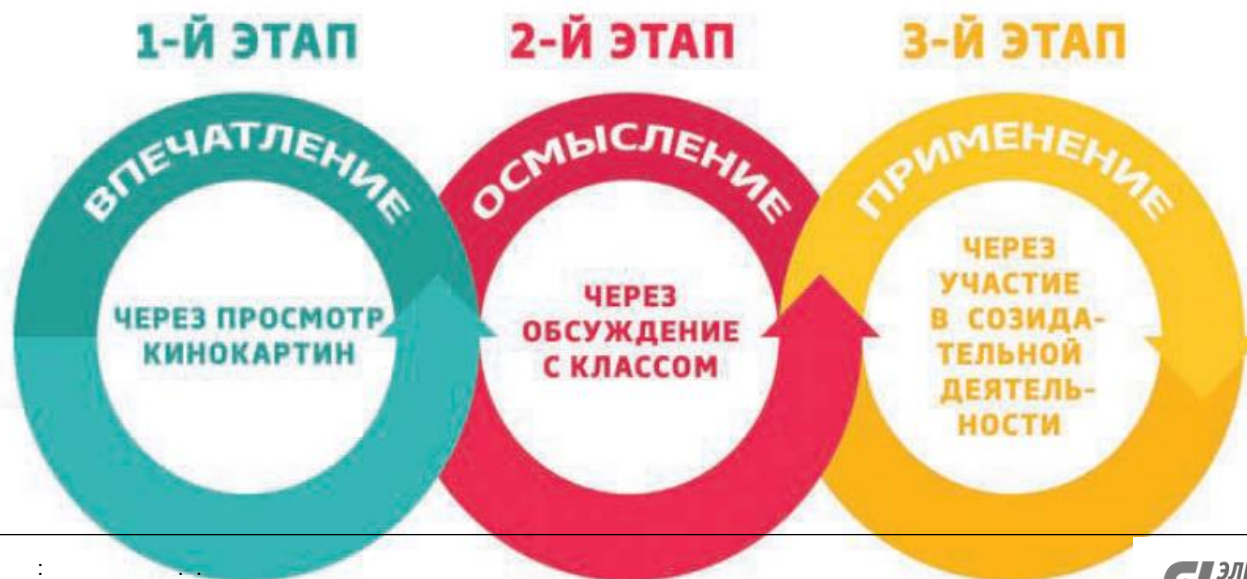 1-Й ЭТАП
ВПЕЧАТЛЕНИЕ
ЧЕРЕЗ ПРОСМОТР
КИНОКАРТИН
2-Й ЭТАП
ОСМЫСЛЕНИЕ
ЧЕРЕЗ
ОБСУЖДЕНИЕ
С КЛАССОМ
3-Й ЭТАП
ПРИМЕНЕНИЕ
ЧЕРЕЗ
УЧАСТИЕ
В СОЗИДА-
ТЕЛЬНОЙ
ДЕЯТЕЛЬ-
НОСТИ